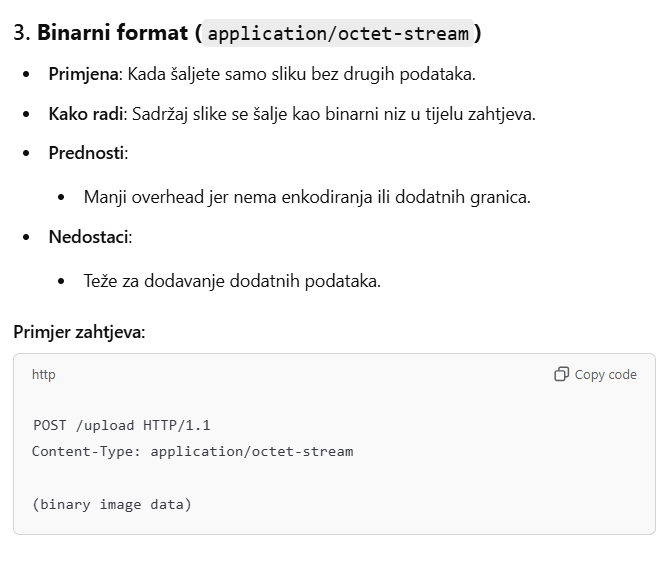 3. Binarni format (application/octet-stream)
• Primjena: Kada šaljete samo sliku bez drugih podataka.
• Kako radi: Sadržaj slike se šalje kao binarni niz u tijelu zahtjeva.
• Prednosti:
• Manji overhead jer nema enkodiranja ili dodatnih granica.
• Nedostaci:
• Teže za dodavanje dodatnih podataka.
Primjer zahtjeva:
http Copy code
POST /upload HTTP/1.1
Content-Type: application/octet-stream
(binary image data)